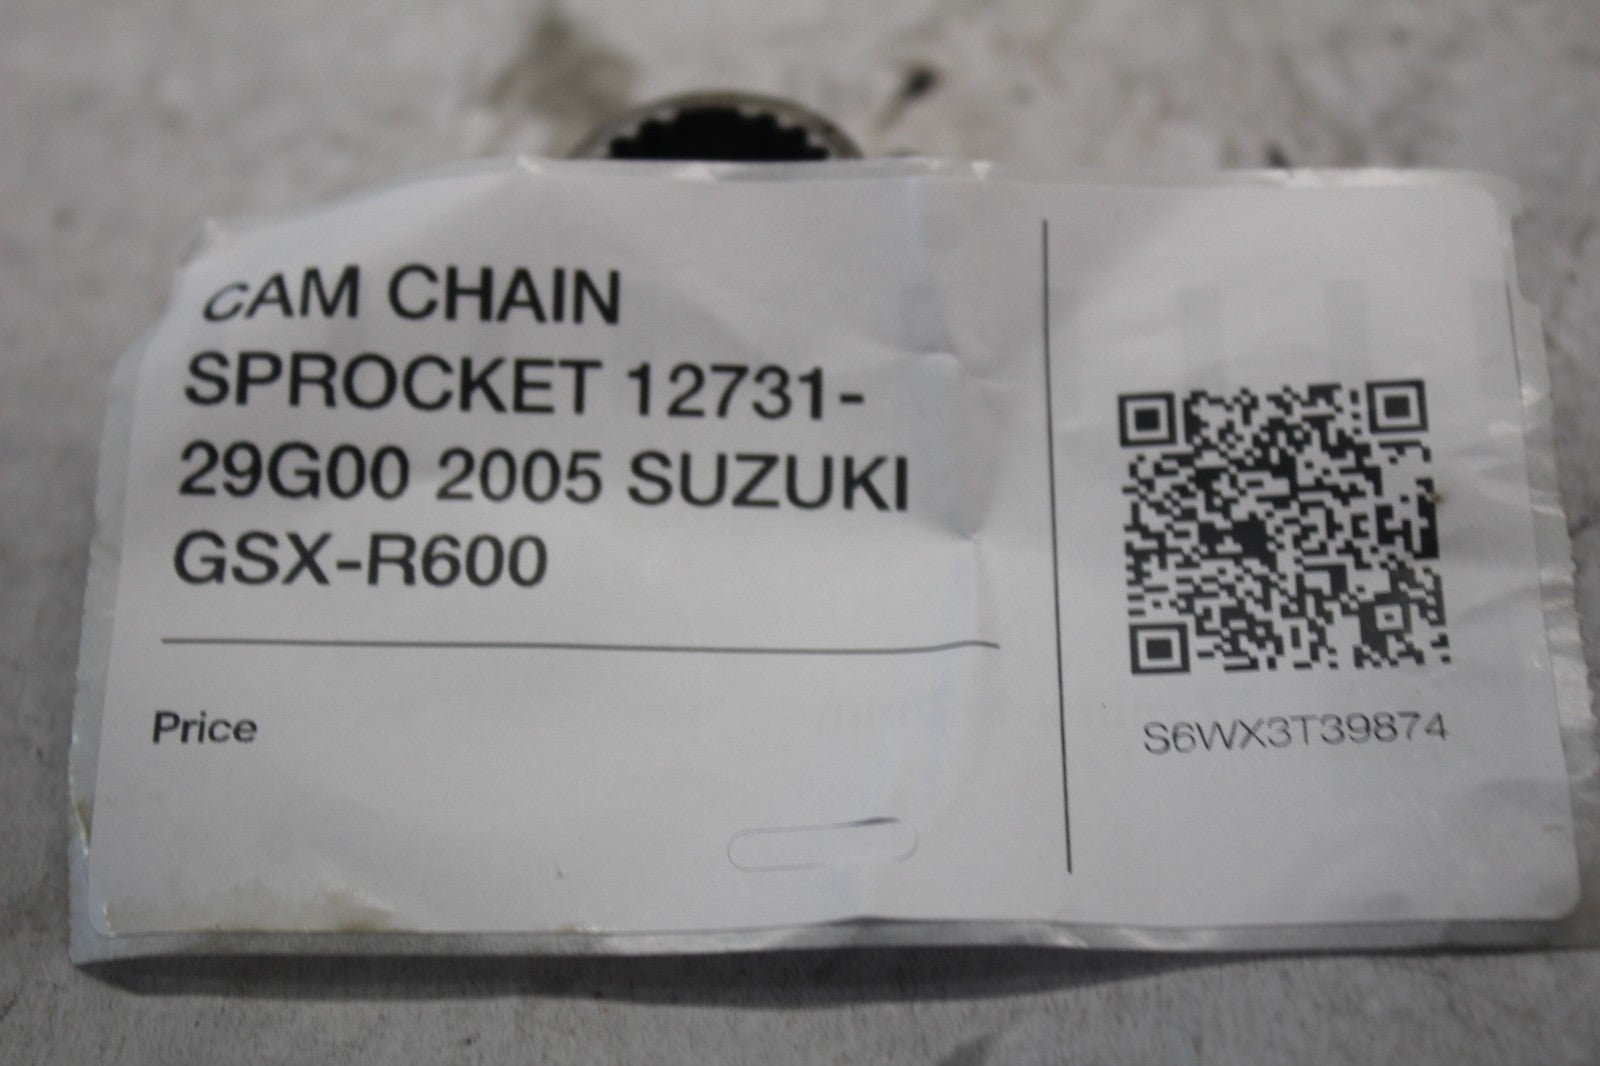 CAM CHAIN
SPROCKET 12731-
29G00 2005 SUZUKI
GSX-R600
Price
S6WX3T39874